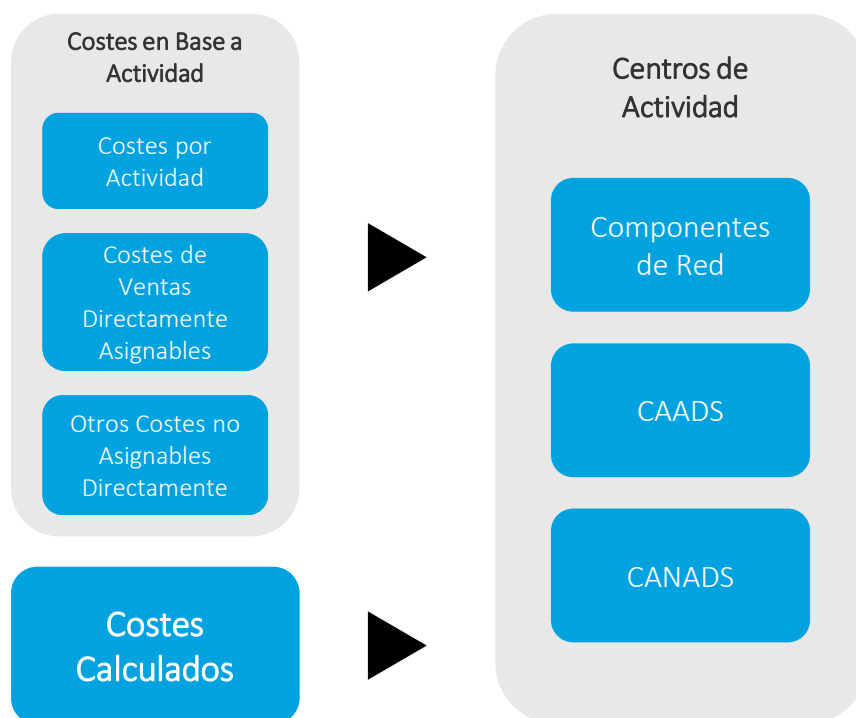 Costes en Base a
Actividad
Costes por
Actividad
Costes de
Ventas
Directamente
Asignables
Otros Costes no
Asignables
Directamente
Costes
Calculados
Centros de
Actividad
Componentes
de Red
CAADS
CANADS